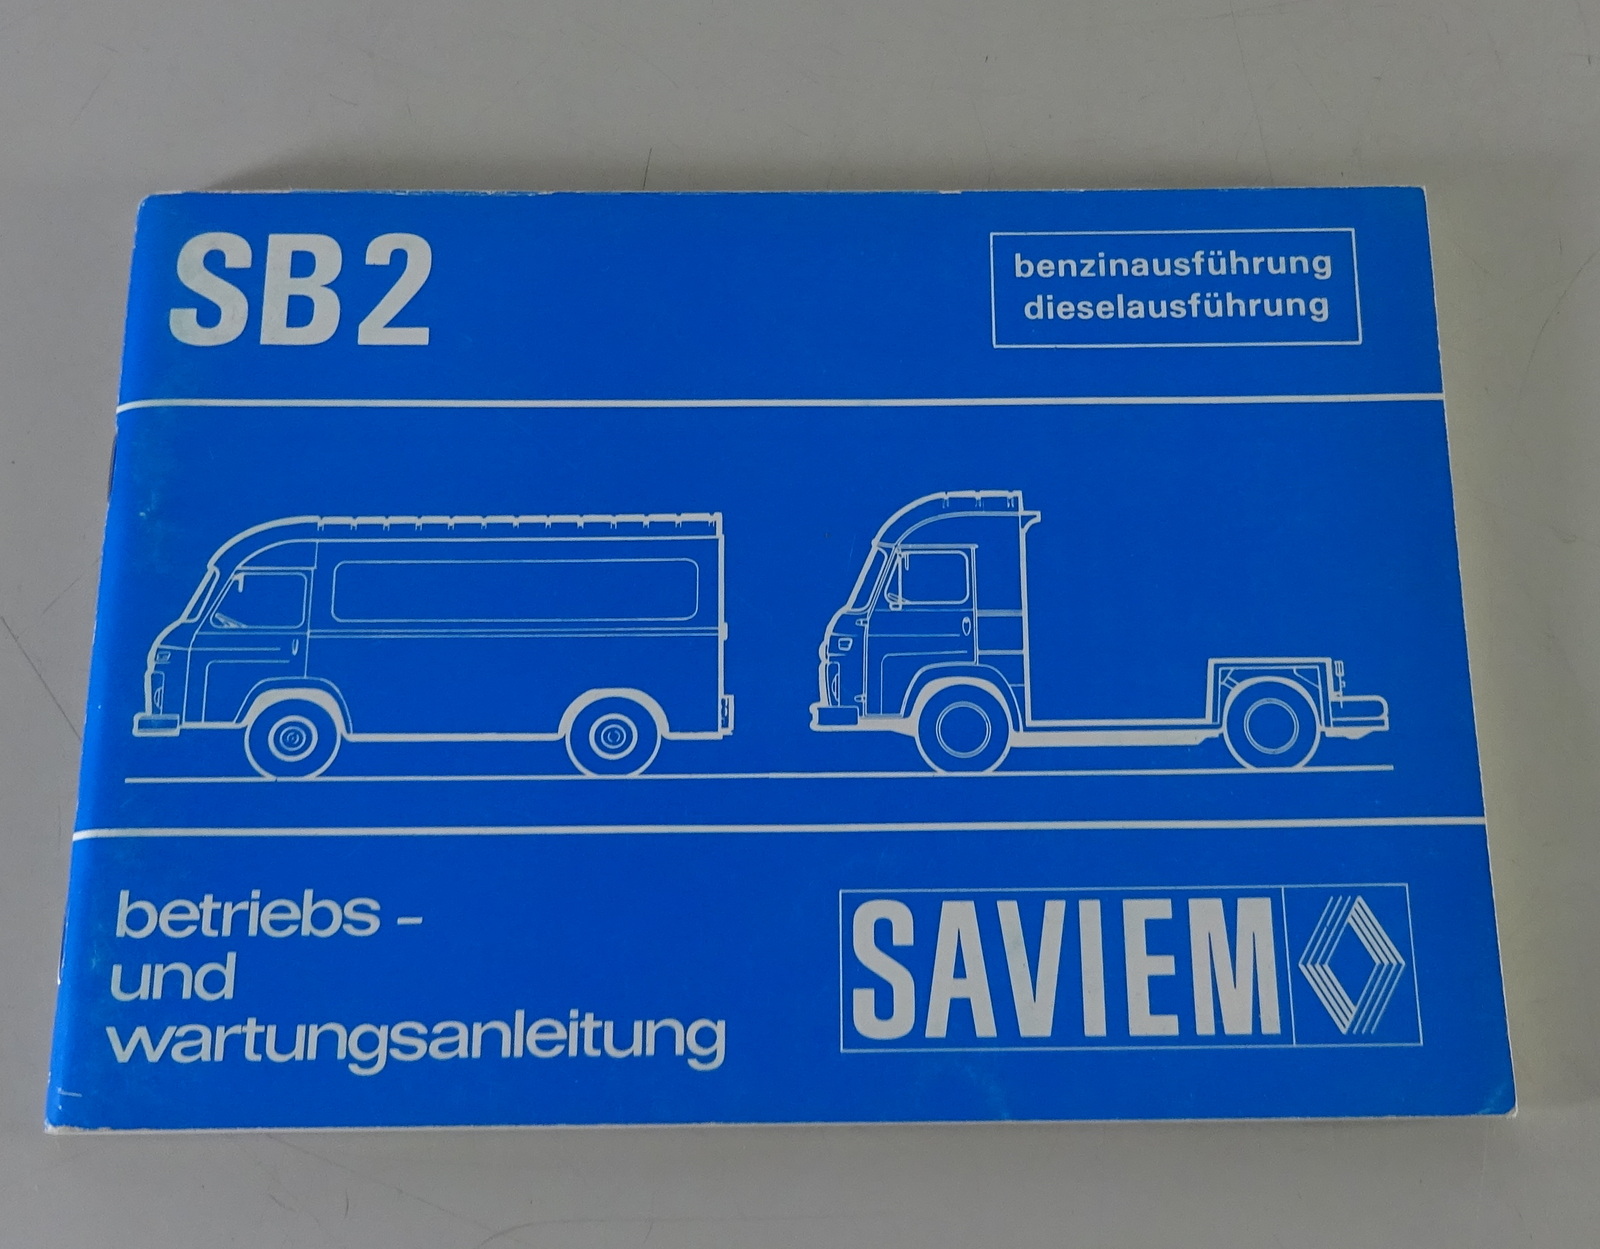 SB2
benzinausführung
dieselausführung
betriebs -
und
wartungsanleitung
SAVIEM